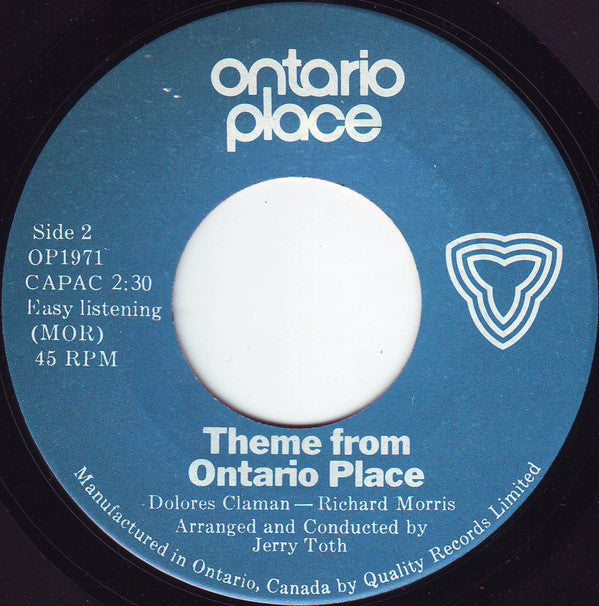 ontario
place
Side 2
OP1971
CAPAC 2:30
Easy listening
(MOR)
45 RPM
Theme from
Ontario Place
Dolores Claman — Richard Morris
Arranged and Conducted by
Jerry Toth
Manufactured in Ontario, Canada by Quality Records Limited